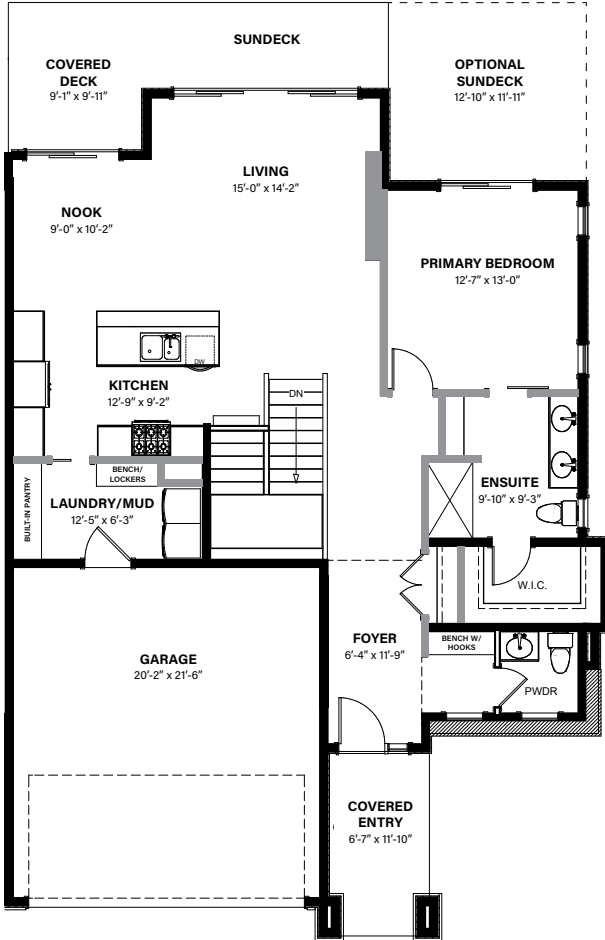 SUNDECK
COVERED
DECK
9'-1" x 9'-11"
OPTIONAL
SUNDECK
12'-10" x 11'-11"
LIVING
15'-0" x 14'-2"
NOOK
9'-0" x 10'-2"
PRIMARY BEDROOM
12'-7" x 13'-0"
DW
KITCHEN
12'-9" x 9'-2"
DN
BENCH/
LOCKERS
BUILT-IN PANTRY
LAUNDRY/MUD
12'-5" x 6'-3"
ENSUITE
9'-10" x 9'-3"
W.I.C.
FOYER
6'-4" x 11'-9"
BENCH W/
HOOKS
PWDR
GARAGE
20'-2" x 21'-6"
COVERED
ENTRY
6'-7" x 11'-10"